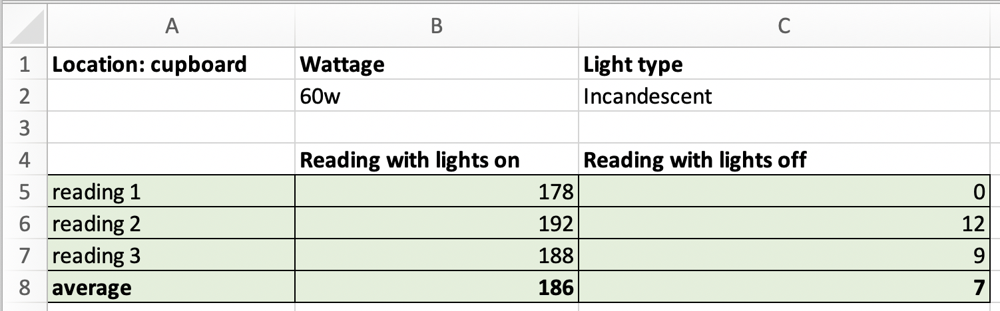 A B C
1 Location: cupboard Wattage Light type
2 60w Incandescent
3
4 Reading with lights on Reading with lights off
5 reading 1 178 0
6 reading 2 192 12
7 reading 3 188 9
8 average 186 7